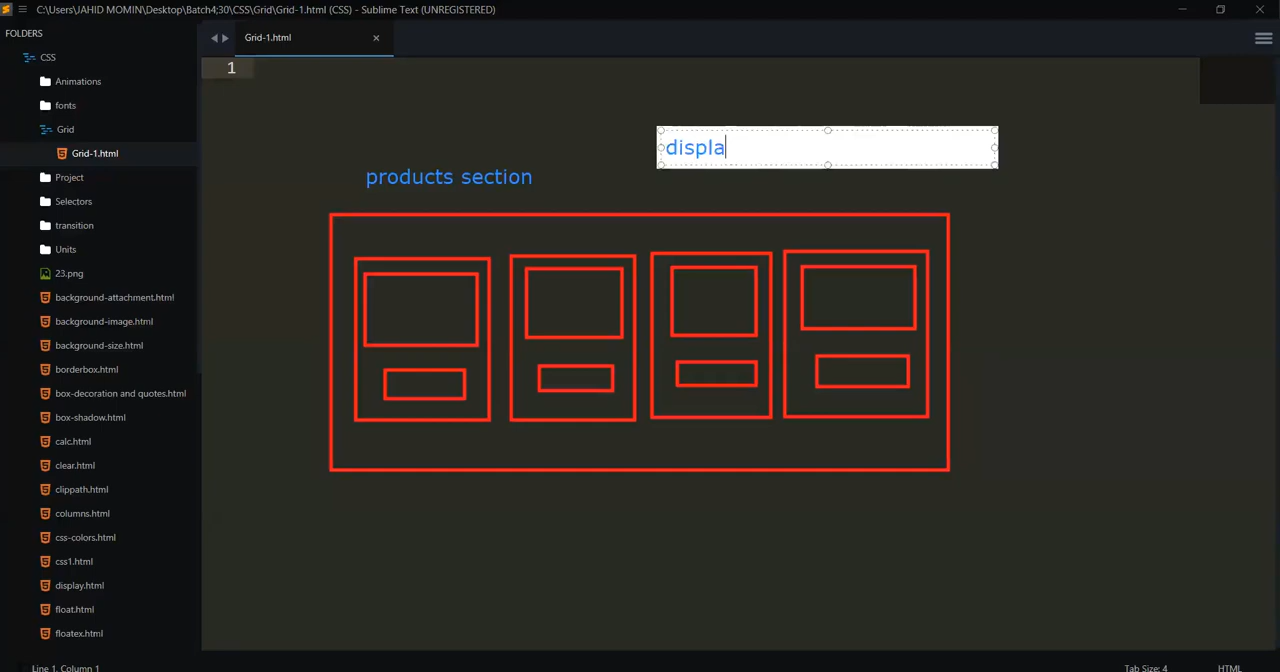 C:\Users\JAHID MOMIN\Desktop\Batch4;30\CSS\Grid\Grid-1.html (CSS) - Sublime Text (UNREGISTERED)
FOLDERS
CSS
Animations
fonts
Grid
Grid-1.html
Project
Selectors
transition
Units
23.png
background-attachment.html
background-image.html
background-size.html
borderbox.html
box-decoration and quotes.html
box-shadow.html
calc.html
clear.html
clippath.html
columns.html
css-colors.html
css1.html
display.html
float.html
floatex.html
Grid-1.html
1
displa
products section
Line 1, Column 1
Tab Size: 4
HTML